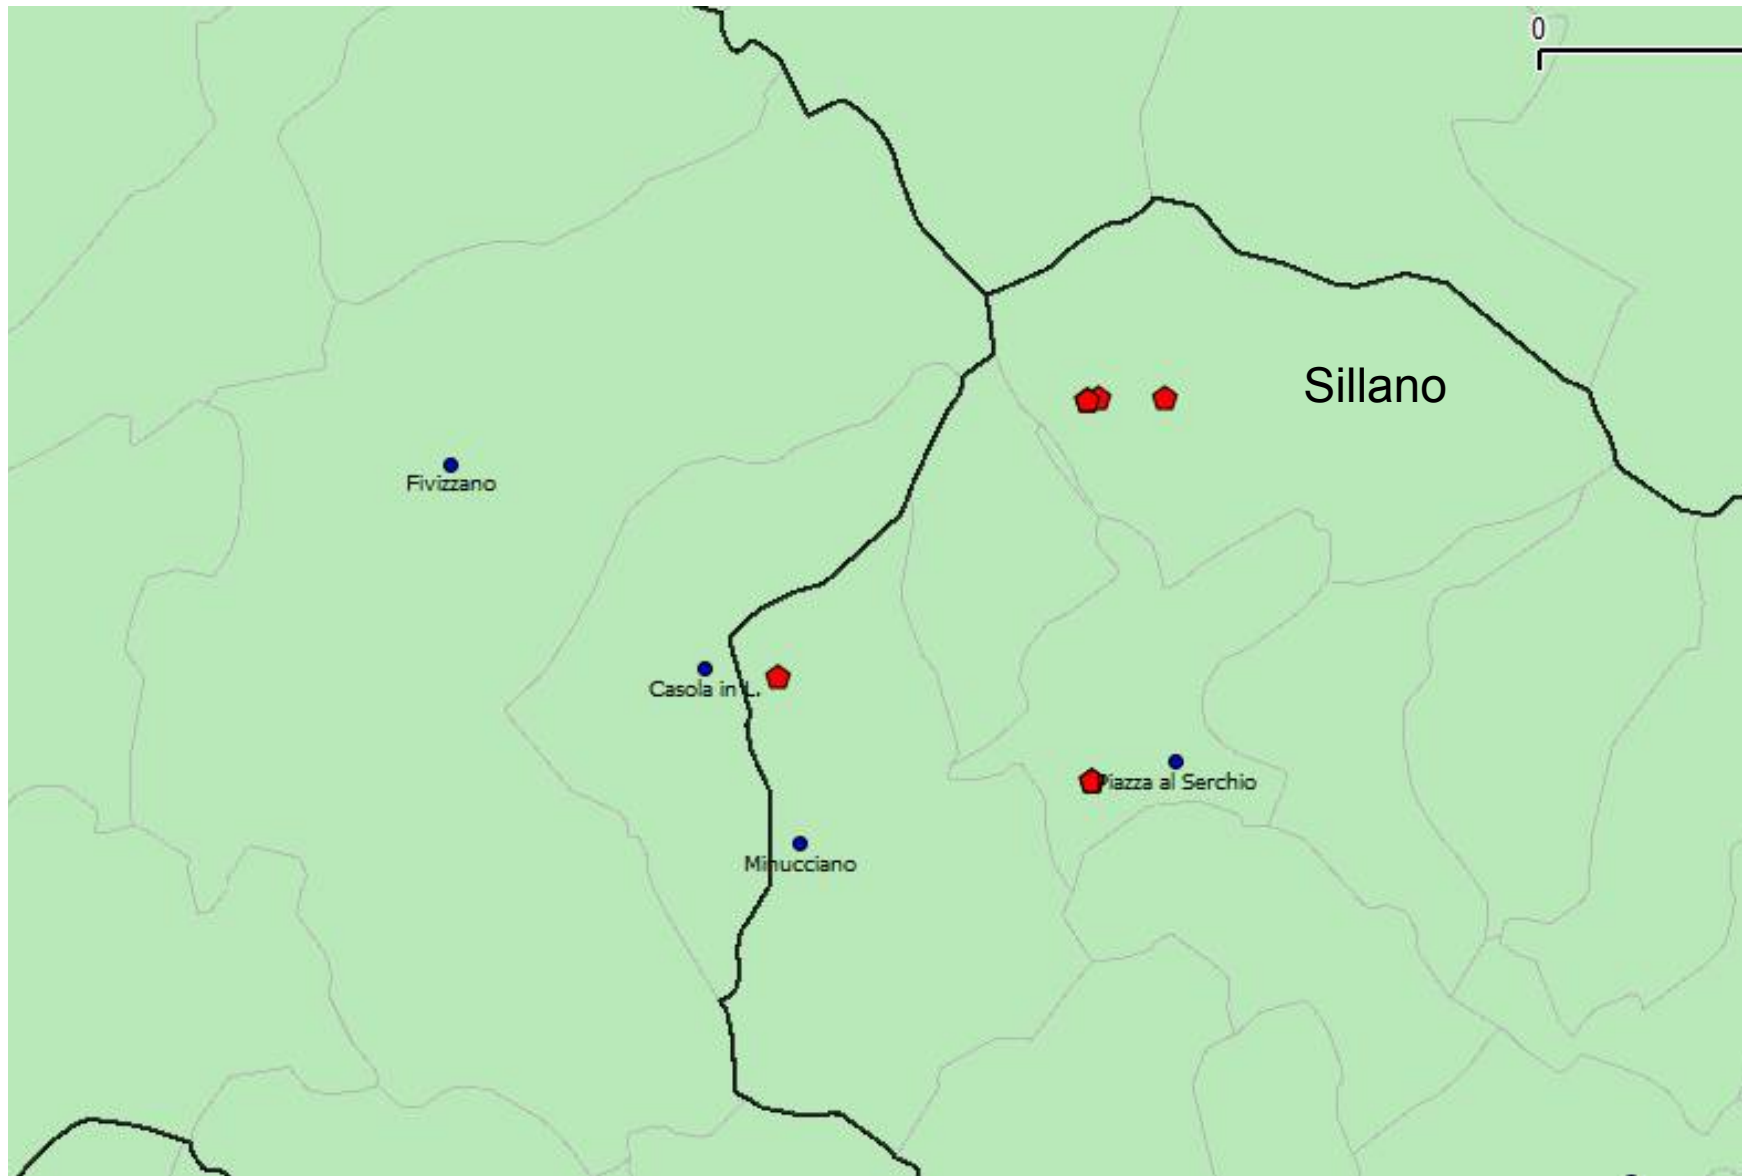 0
Sillano
Fivizzano
Casola in L.
Piazza al Serchio
Minucciano